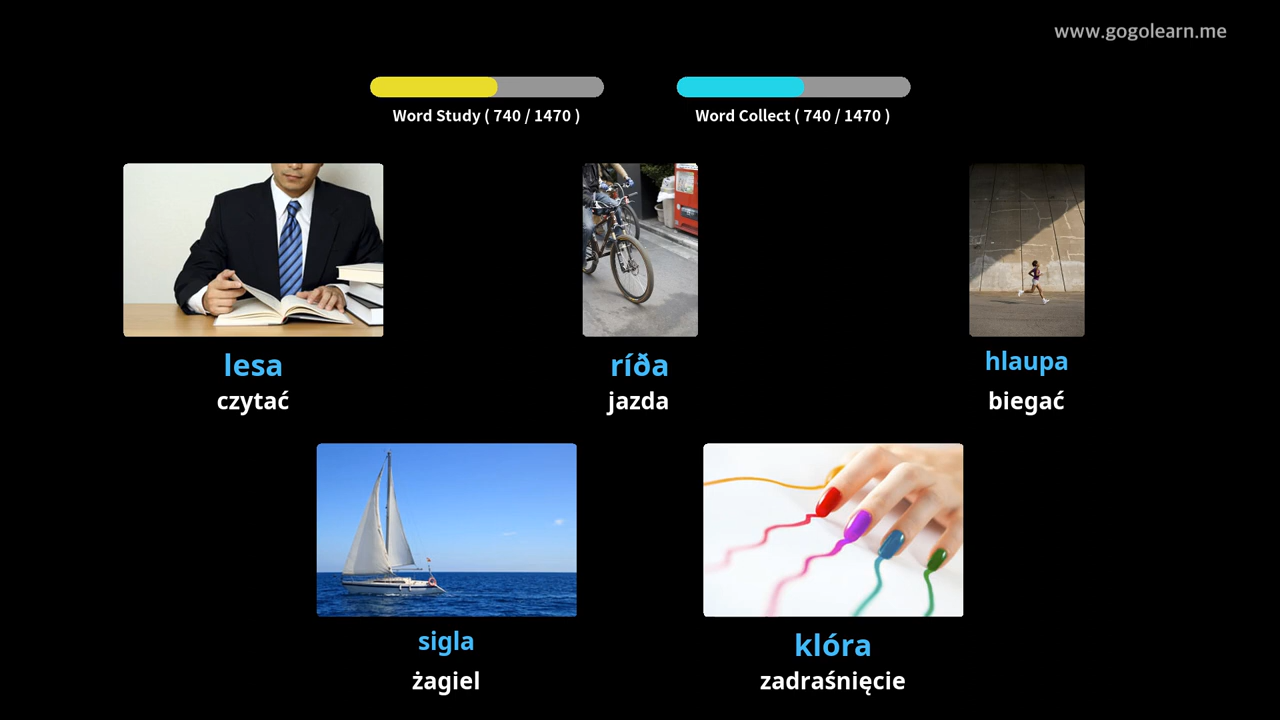 www.gogolearn.me
Word Study ( 740 / 1470 )
Word Collect ( 740 / 1470 )
lesa
czytać
ríða
jazda
hlaupa
biegać
sigla
żagiel
klóra
zadraśnięcie